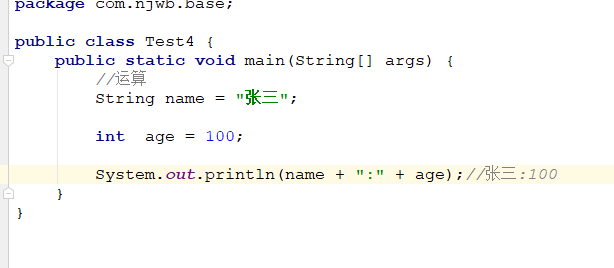 package com.njwb.base;
public class Test4 {
public static void main(String[] args) {
//运算
String name = "张三";
int  age = 100;
System.out.println(name + ":" + age);//张三:100
}
}